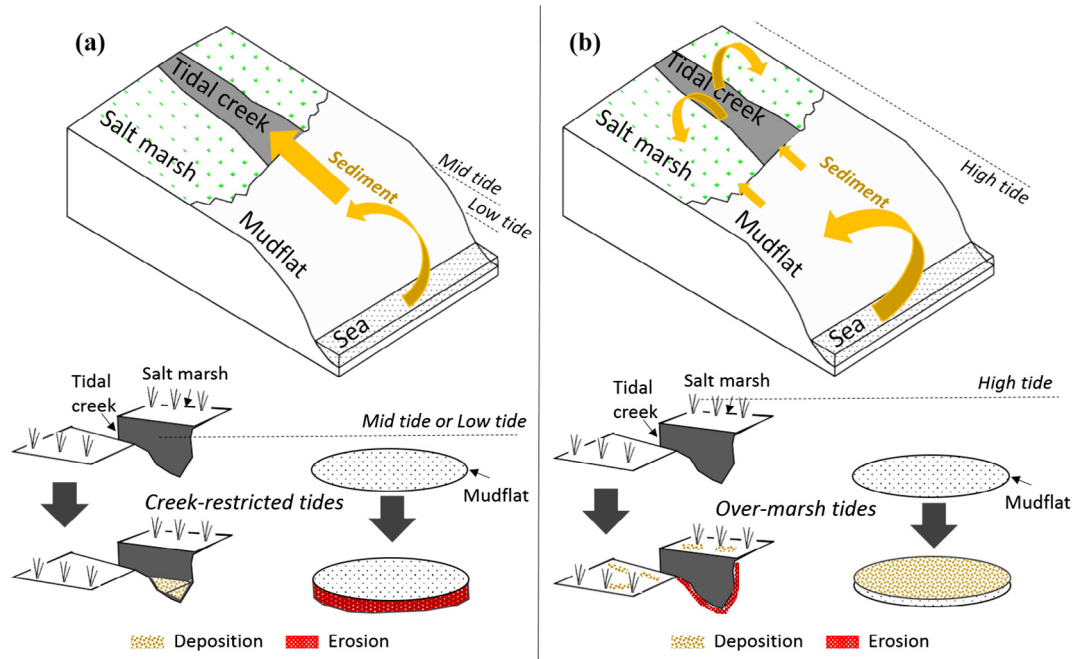 (a)
Tidal creek
Salt marsh
Sediment
Mid tide
Low tide
Mudflat
Sea
Salt marsh
Tidal
creek
Mid tide or Low tide
Mudflat
Creek-restricted tides
Deposition
Erosion
(b)
Tidal creek
Salt marsh
Sediment
High tide
Mudflat
Sea
Salt marsh
Tidal
creek
High tide
Mudflat
Over-marsh tides
Deposition
Erosion